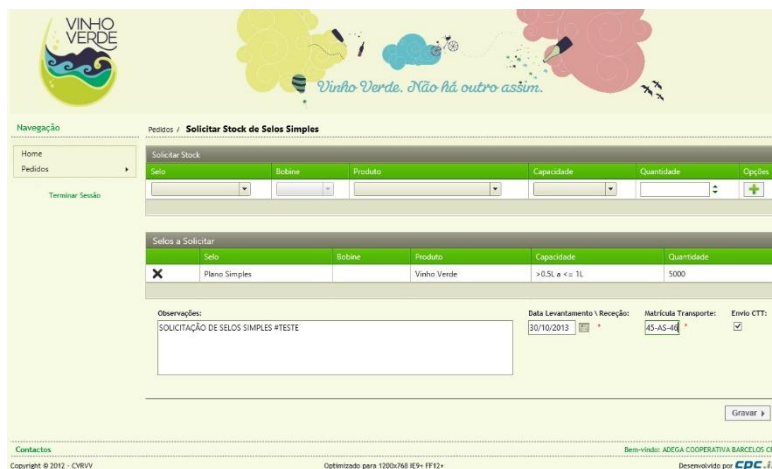 VINHO
VERDE
Vinho Verde. Não há outro assim.
Navegação
Pedidos / Solicitar Stock de Selos Simples
Home
Pedidos
Terminar Sessão
Solicitar Stock
Selo Bobine Produto Capacidade Quantidade Opções
Selos a Solicitar
Selo Bobine Produto Capacidade Quantidade
Plano Simples Vinho Verde >0.5L a <= 1L 5000
Observações: Data Levantamento \ Receção: Matrícula Transporte: Envio CTT:
SOLICITAÇÃO DE SELOS SIMPLES #TESTE 30/10/2013 * 45-AS-46 *
Gravar
Contactos Bem-vindo: ADEGA COOPERATIVA BARCELOS
Copyright © 2012 - CVRVV Optimizado para 1200x768 IE9+ FF12+ Desenvolvido por CPC.